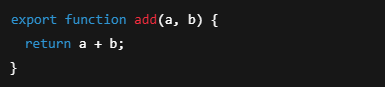 export function add(a, b) {
  return a + b;
}